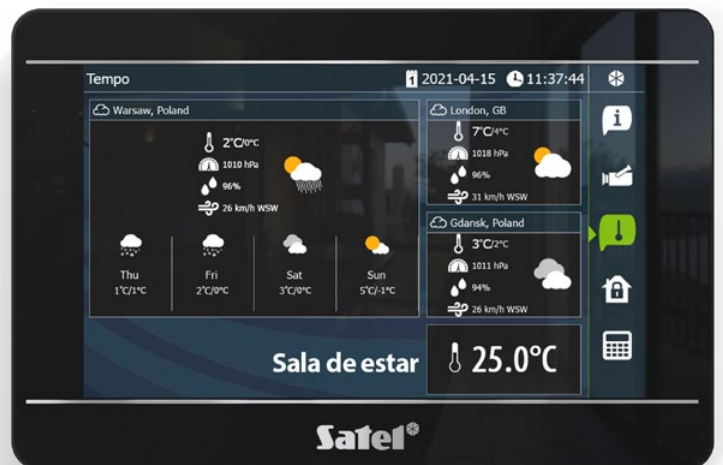 Tempo
1 2021-04-15 11:37:44
Warsaw, Poland
2°C/0°C
1010 hPa
96%
26 km/h WSW
Thu
1°C/1°C
Fri
2°C/0°C
Sat
3°C/0°C
Sun
5°C/-1°C
London, GB
7°C/4°C
1018 hPa
96%
31 km/h WSW
Gdansk, Poland
3°C/2°C
1011 hPa
94%
26 km/h WSW
Sala de estar
25.0°C
i
Satel®